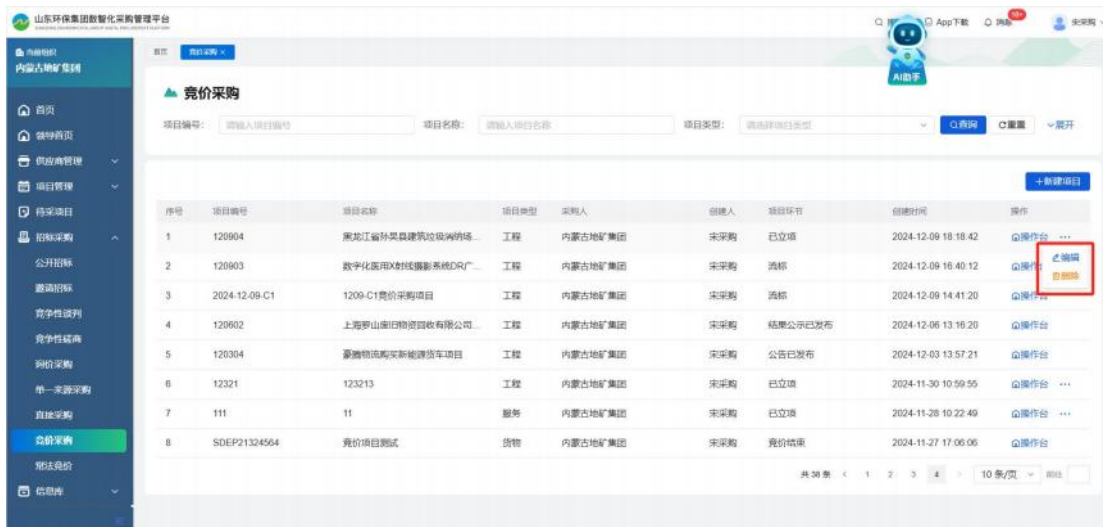 山东环保集团数智化采购管理平台
App下载
消息
10+
宋采购
当前组织
内蒙古地矿集团
首页
竞价采购 ×
AI助手
首页
领导首页
供应商管理
项目管理
待采项目
招标采购
公开招标
邀请招标
竞争性谈判
竞争性磋商
询价采购
单一来源采购
直接采购
竞价采购
信息库
竞价采购
项目编号: 请输入项目编号 项目名称: 请输入项目名称 项目类型: 请选择项目类型 查询 重置 展开
+新建项目
序号 项目编号 项目名称 项目类型 采购人 创建人 项目环节 创建时间 操作
1 120904 黑龙江省孙吴县建筑垃圾消纳场... 工程 内蒙古地矿集团 宋采购 已立项 2024-12-09 18:18:42 操作台 ...
编辑
删除
2 120903 数字化医用X射线摄影系统DR广... 工程 内蒙古地矿集团 宋采购 流标 2024-12-09 16:40:12 操作台
3 2024-12-09-C1 1209-C1竞价采购项目 工程 内蒙古地矿集团 宋采购 流标 2024-12-09 14:41:20 操作台
4 120602 上海罗山废旧物资回收有限公司... 工程 内蒙古地矿集团 宋采购 结果公示已发布 2024-12-06 13:16:20 操作台
5 120304 豪腾物流购买新能源货车项目 工程 内蒙古地矿集团 宋采购 公告已发布 2024-12-03 13:57:21 操作台
6 12321 123213 工程 内蒙古地矿集团 宋采购 已立项 2024-11-30 10:59:55 操作台 ...
7 111 11 服务 内蒙古地矿集团 宋采购 已立项 2024-11-28 10:22:49 操作台 ...
8 SDEP21324564 竞价项目测试 货物 内蒙古地矿集团 宋采购 竞价结束 2024-11-27 17:06:06 操作台
共 38 条 < 1 2 3 4 > 10 条/页 前往